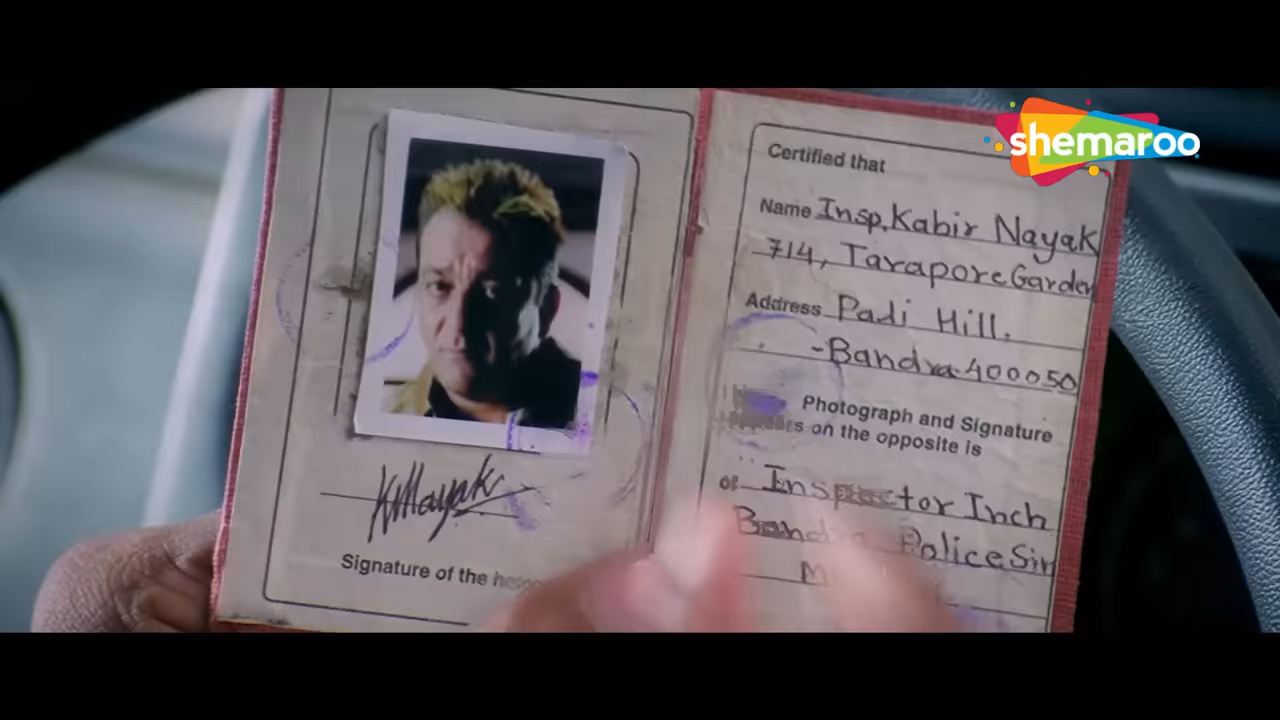 shemaroo
Signature of the
Certified that
Name Insp. Kabir Nayak
714, Tarapore Garden
Address Padi Hill.
-Bandra-400050
Photograph and Signature
on the opposite is
of Inspector Inch
Bandra Police